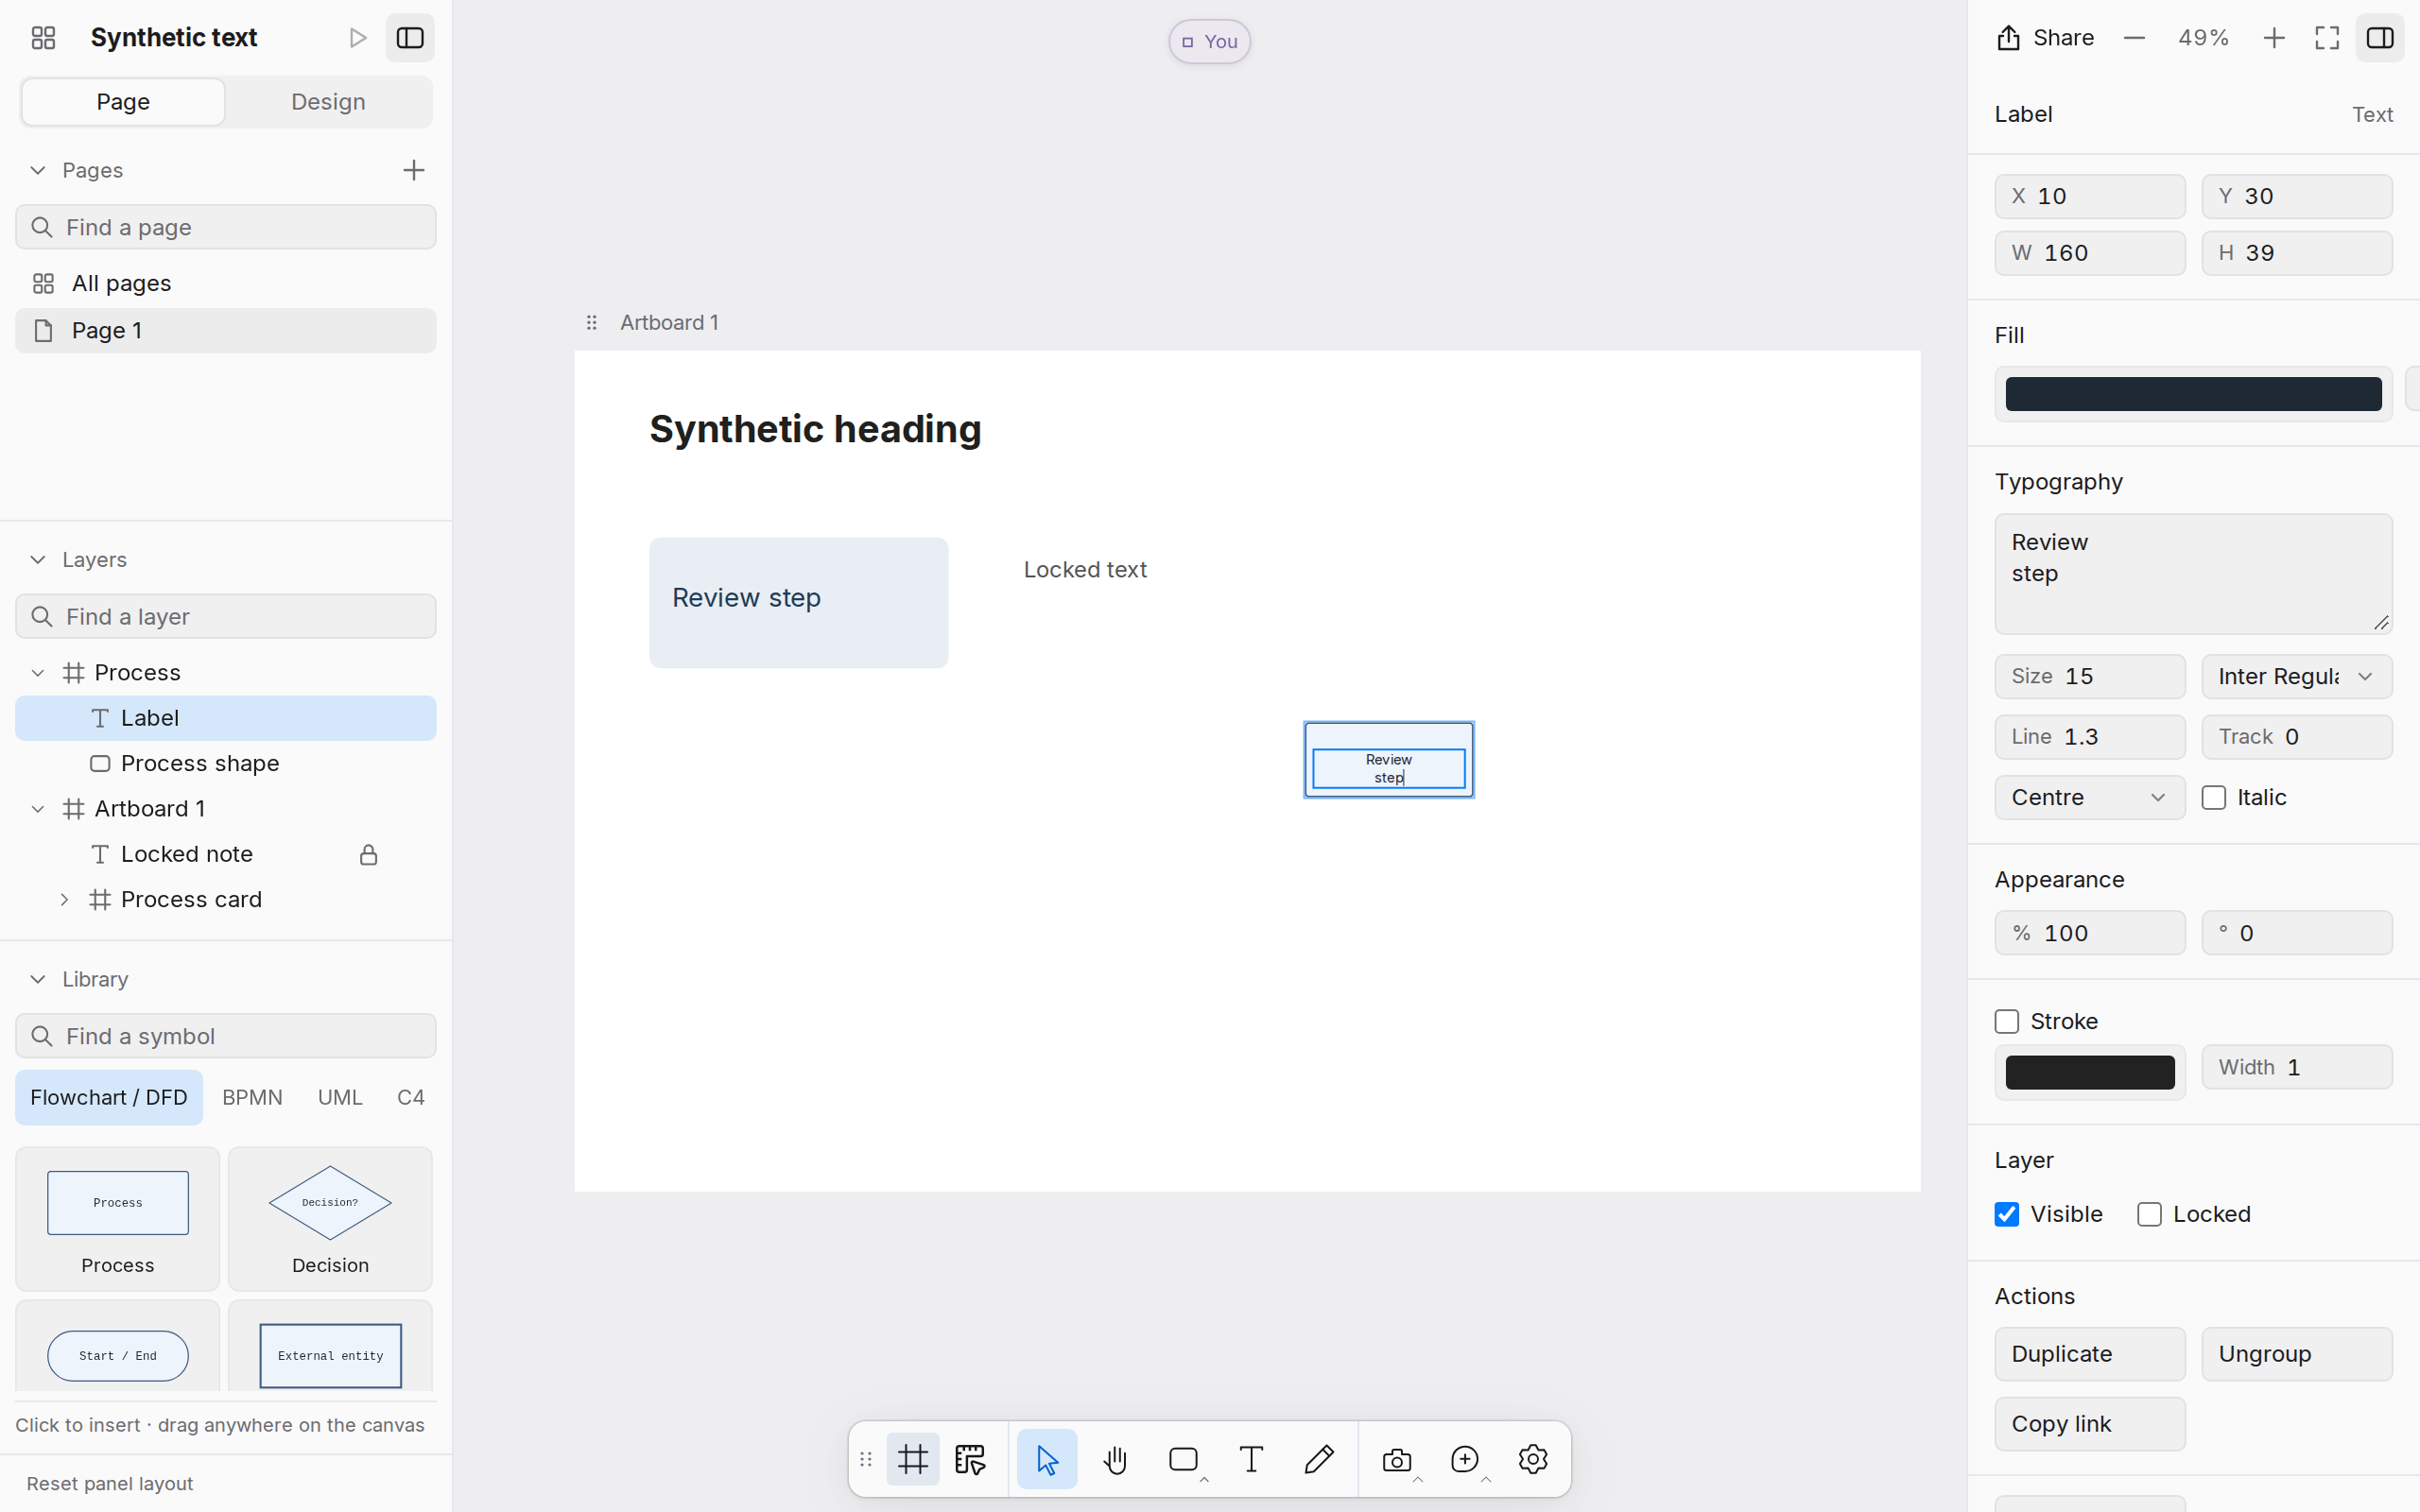 Synthetic text
Page
Design
Pages
Find a page
All pages
Page 1
Layers
Find a layer
Process
Label
Process shape
Artboard 1
Locked note
Process card
Library
Find a symbol
Flowchart / DFD
BPMN
UML
C4
Process
Process
Decision?
Decision
Start / End
External entity
Click to insert · drag anywhere on the canvas
Reset panel layout
You
Artboard 1
Synthetic heading
Review step
Locked text
Review
step
Share
49%
Label
Text
X 10
Y 30
W 160
H 39
Fill
Typography
Review
step
Size 15
Inter Regula
Line 1.3
Track 0
Centre
Italic
Appearance
% 100
° 0
Stroke
Width 1
Layer
Visible
Locked
Actions
Duplicate
Ungroup
Copy link